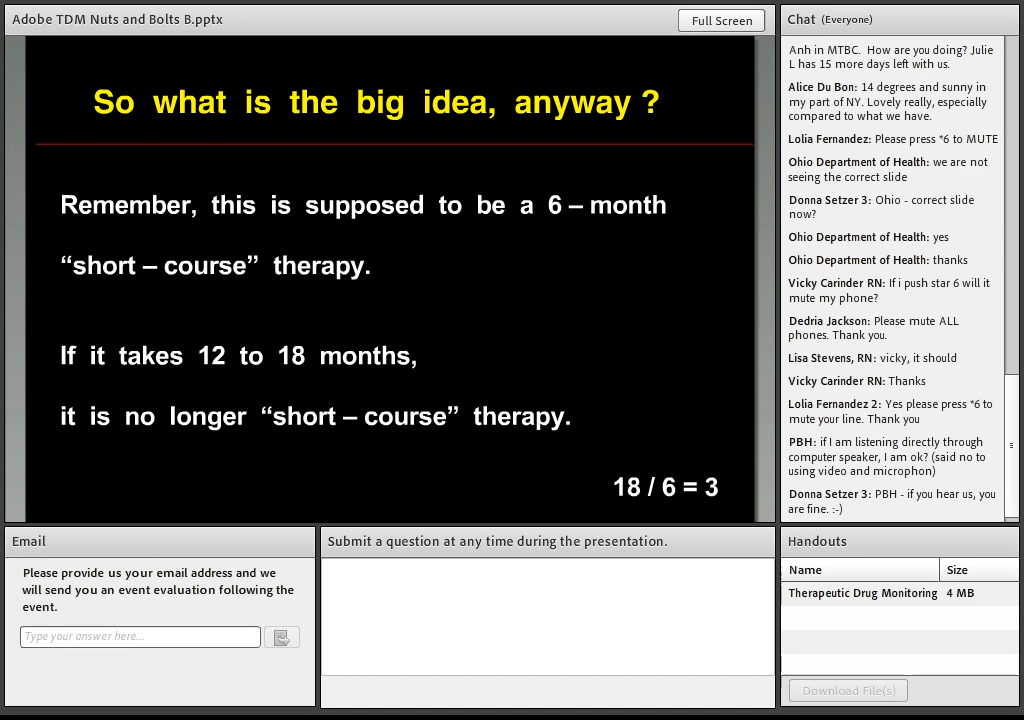 Adobe TDM Nuts and Bolts B.pptx
Full Screen
So what is the big idea, anyway ?
Remember, this is supposed to be a 6 – month
“short – course” therapy.
If it takes 12 to 18 months,
it is no longer “short – course” therapy.
18 / 6 = 3
Chat (Everyone)
Anh in MTBC. How are you doing? Julie
L has 15 more days left with us.
Alice Du Bon: 14 degrees and sunny in
my part of NY. Lovely really, especially
compared to what we have.
Lolia Fernandez: Please press *6 to MUTE
Ohio Department of Health: we are not
seeing the correct slide
Donna Setzer 3: Ohio - correct slide
now?
Ohio Department of Health: yes
Ohio Department of Health: thanks
Vicky Carinder RN: If i push star 6 will it
mute my phone?
Dedria Jackson: Please mute ALL
phones. Thank you.
Lisa Stevens, RN: vicky, it should
Vicky Carinder RN: Thanks
Lolia Fernandez 2: Yes please press *6 to
mute your line. Thank you
PBH: if I am listening directly through
computer speaker, I am ok? (said no to
using video and microphon)
Donna Setzer 3: PBH - if you hear us, you
are fine. :-)
Email
Please provide us your email address and we
will send you an event evaluation following the
event.
Type your answer here...
Submit a question at any time during the presentation.
Handouts
Name Size
Therapeutic Drug Monitoring 4 MB
Download File(s)